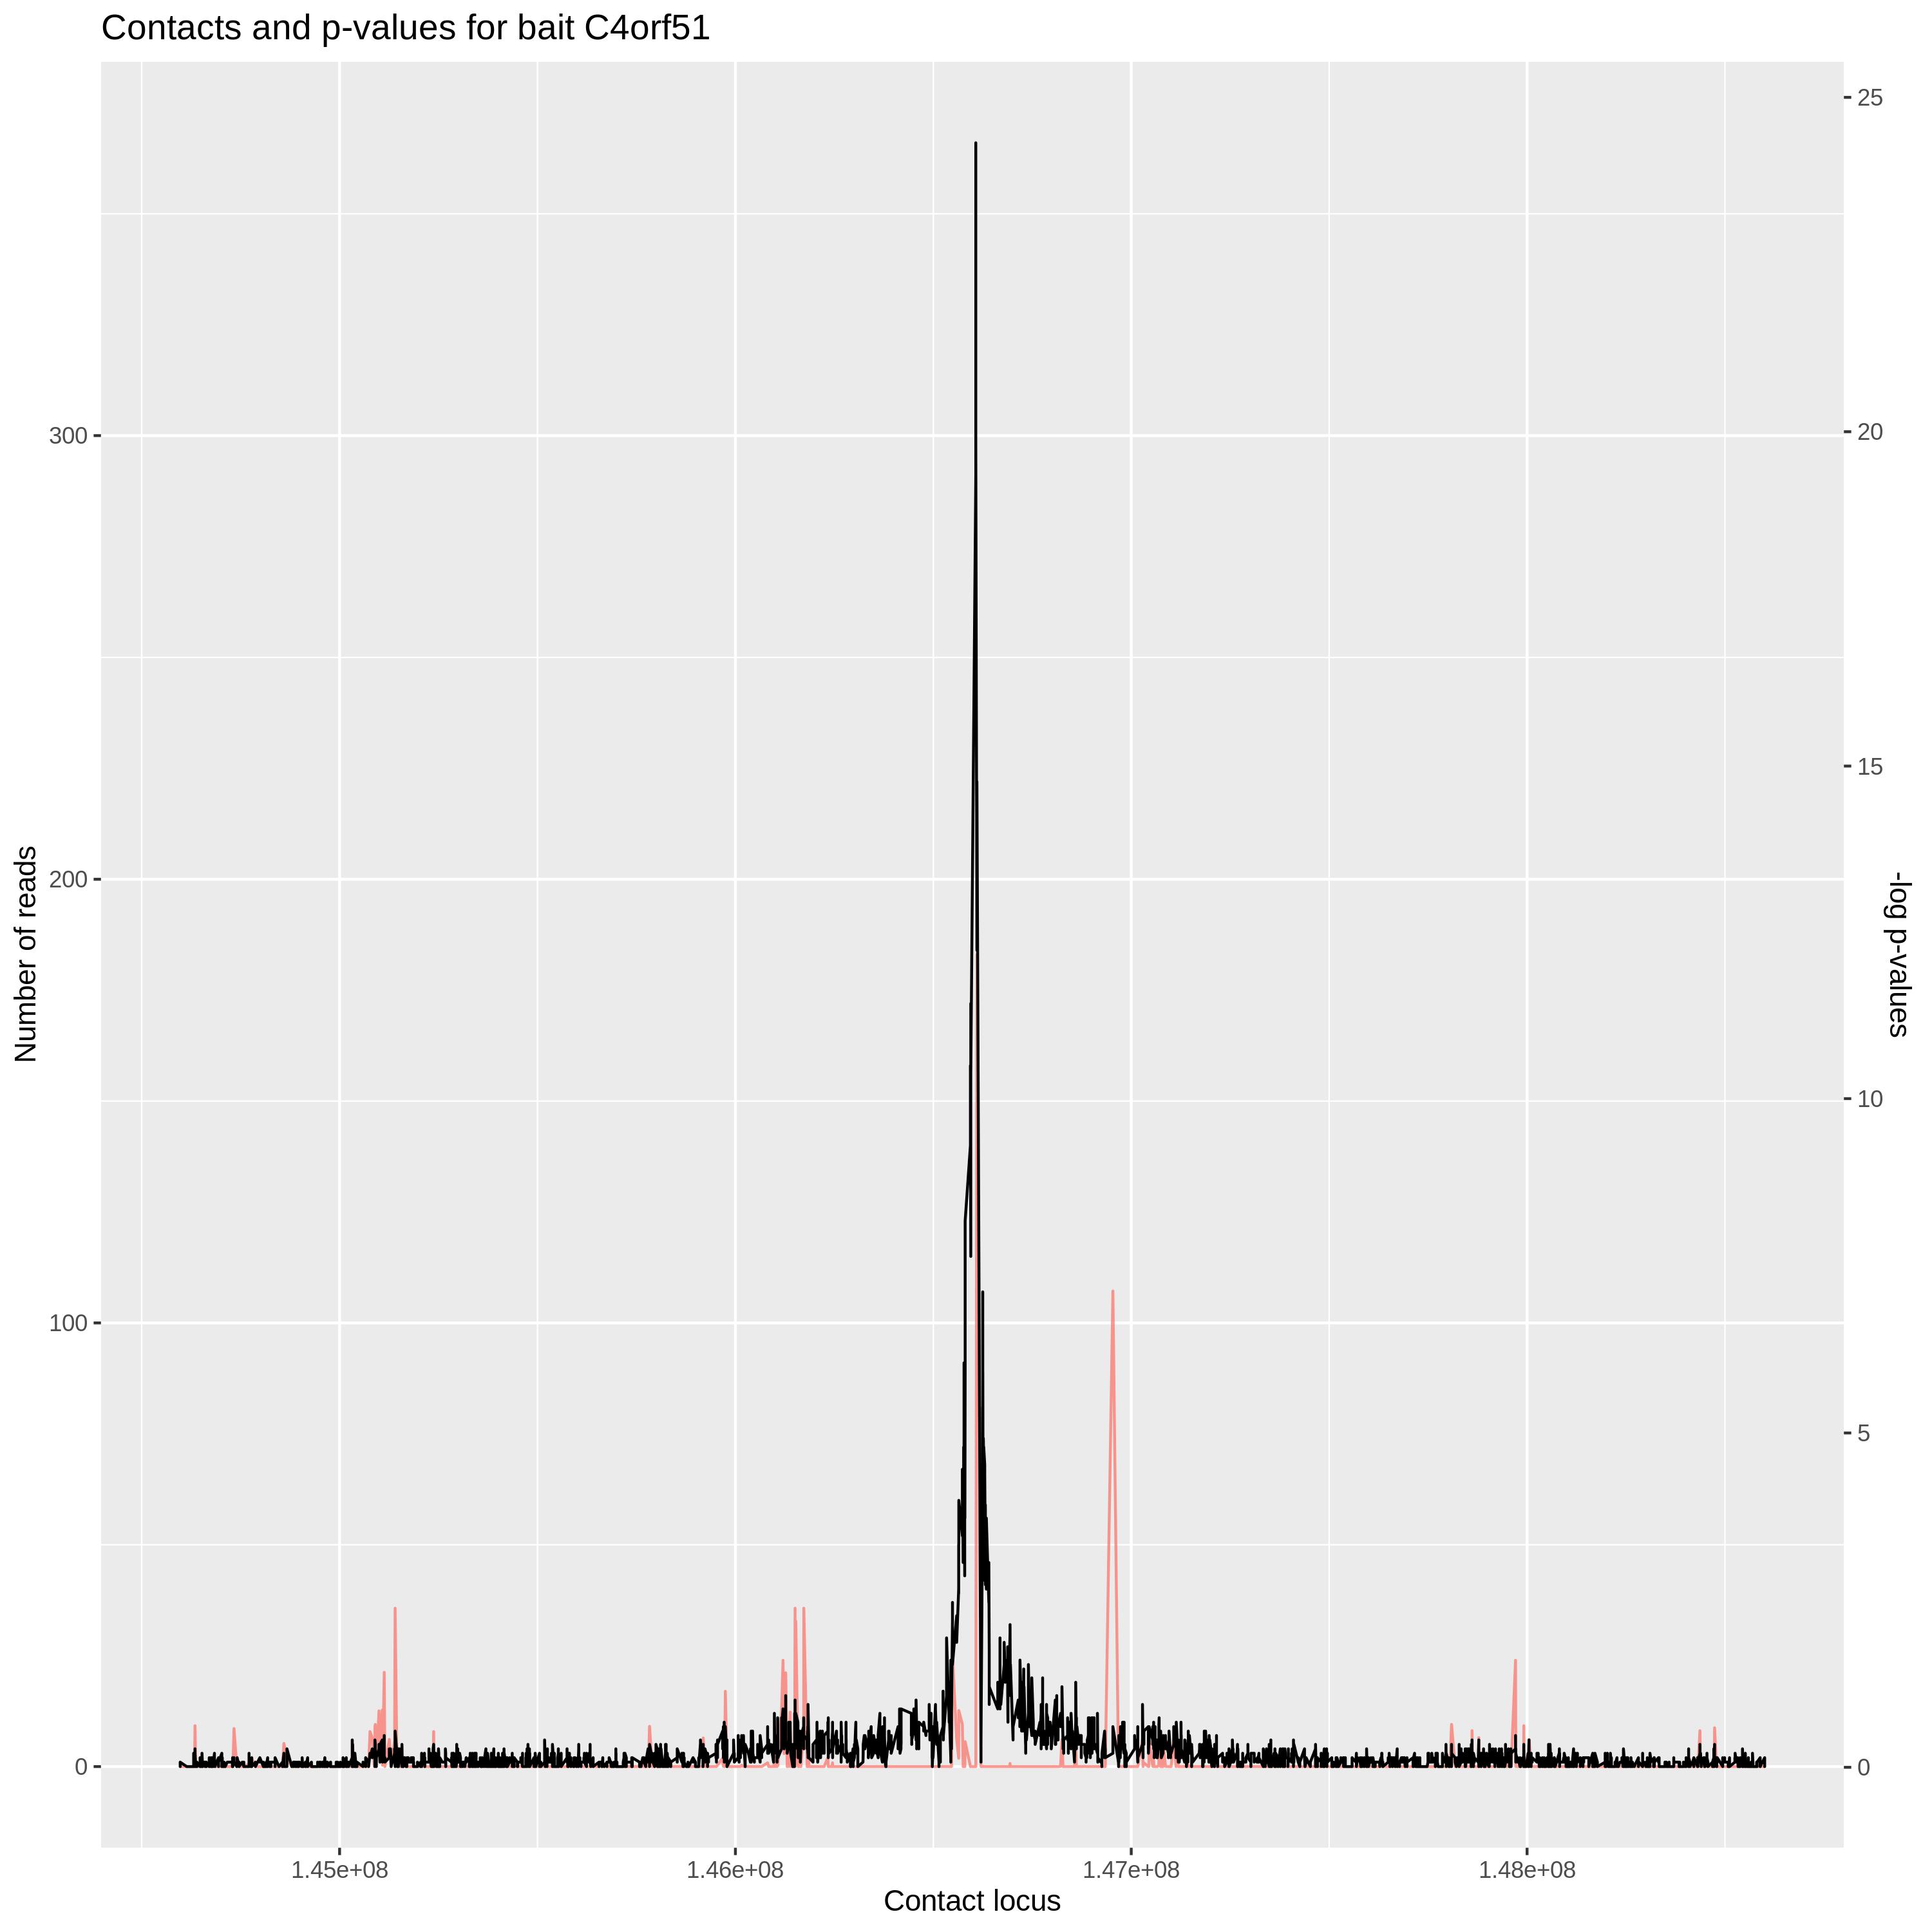 Contacts and p-values for bait C4orf51
Number of reads
300
200
100
0
25
20
15
10
5
0
-log p-values
1.45e+08
1.46e+08
1.47e+08
1.48e+08
Contact locus